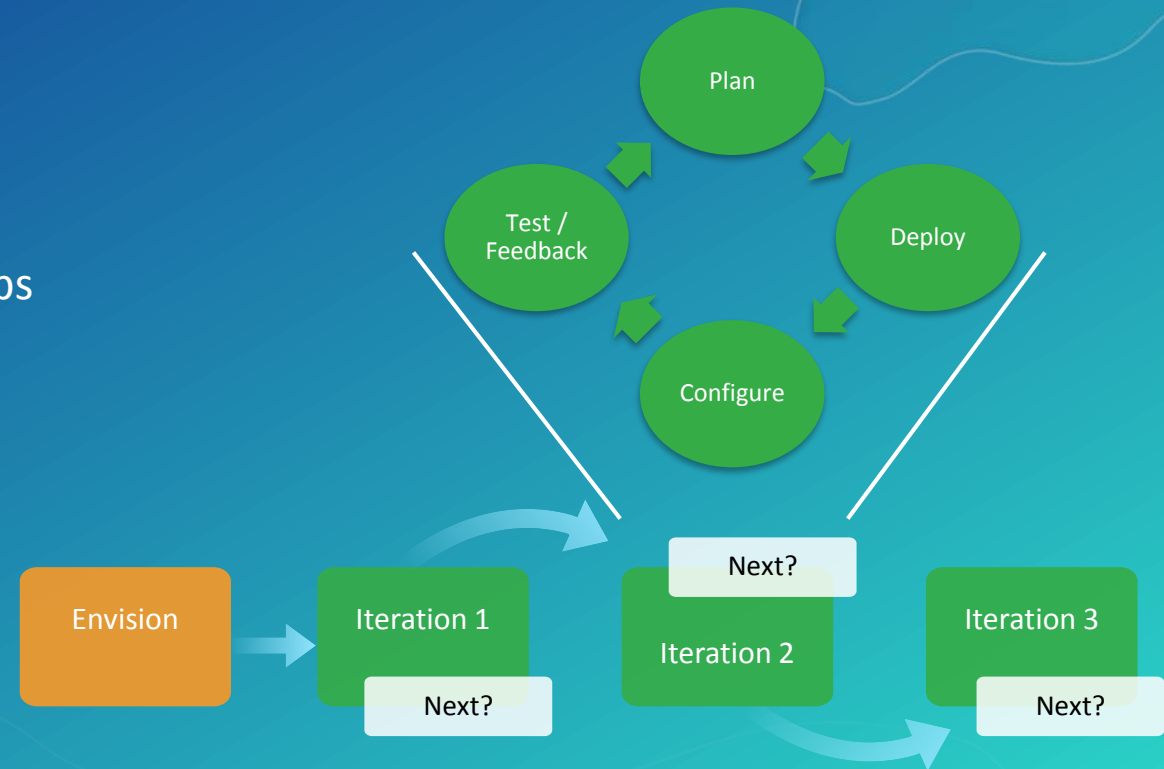 Plan
Test /
Feedback
Deploy
Configure
Next?
Envision
Iteration 1
Iteration 2
Iteration 3
Next?
Next?